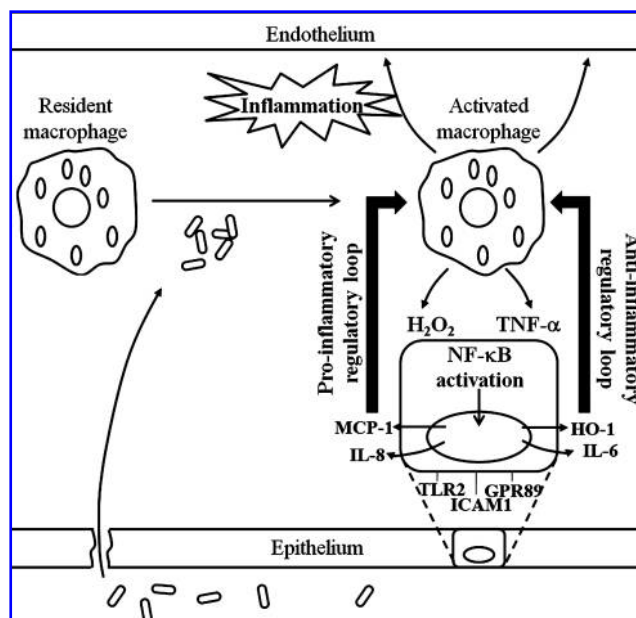 Endothelium
Resident
macrophage
Inflammation
Activated
macrophage
Pro-inflammatory
regulatory loop
Anti-inflammatory
regulatory loop
H₂O₂
TNF-α
NF-κB
activation
MCP-1
HO-1
IL-8
IL-6
TLR2
GPR89
ICAM1
Epithelium